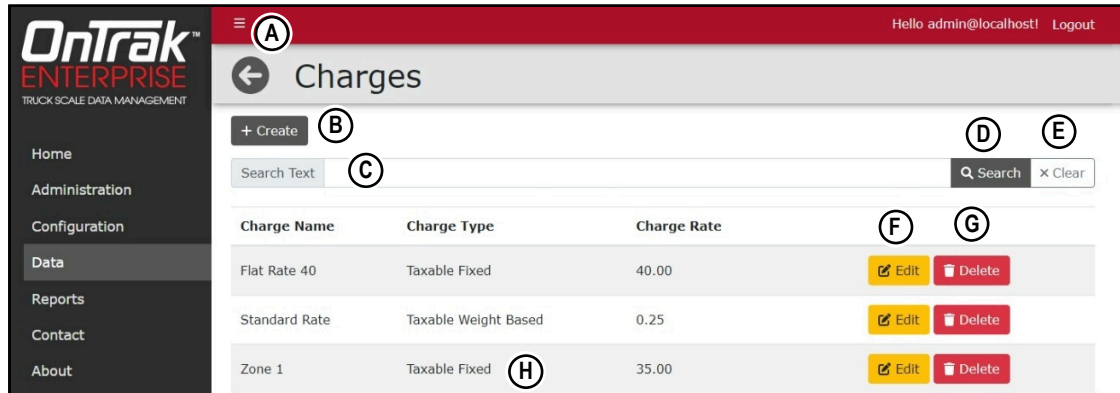 OnTrak™
ENTERPRISE
TRUCK SCALE DATA MANAGEMENT
Home
Administration
Configuration
Data
Reports
Contact
About
A
Hello admin@localhost! Logout
Charges
+ Create B
D E
Search Text C Search × Clear
Charge Name Charge Type Charge Rate F G
Flat Rate 40 Taxable Fixed 40.00 Edit Delete
Standard Rate Taxable Weight Based 0.25 Edit Delete
Zone 1 Taxable Fixed H 35.00 Edit Delete